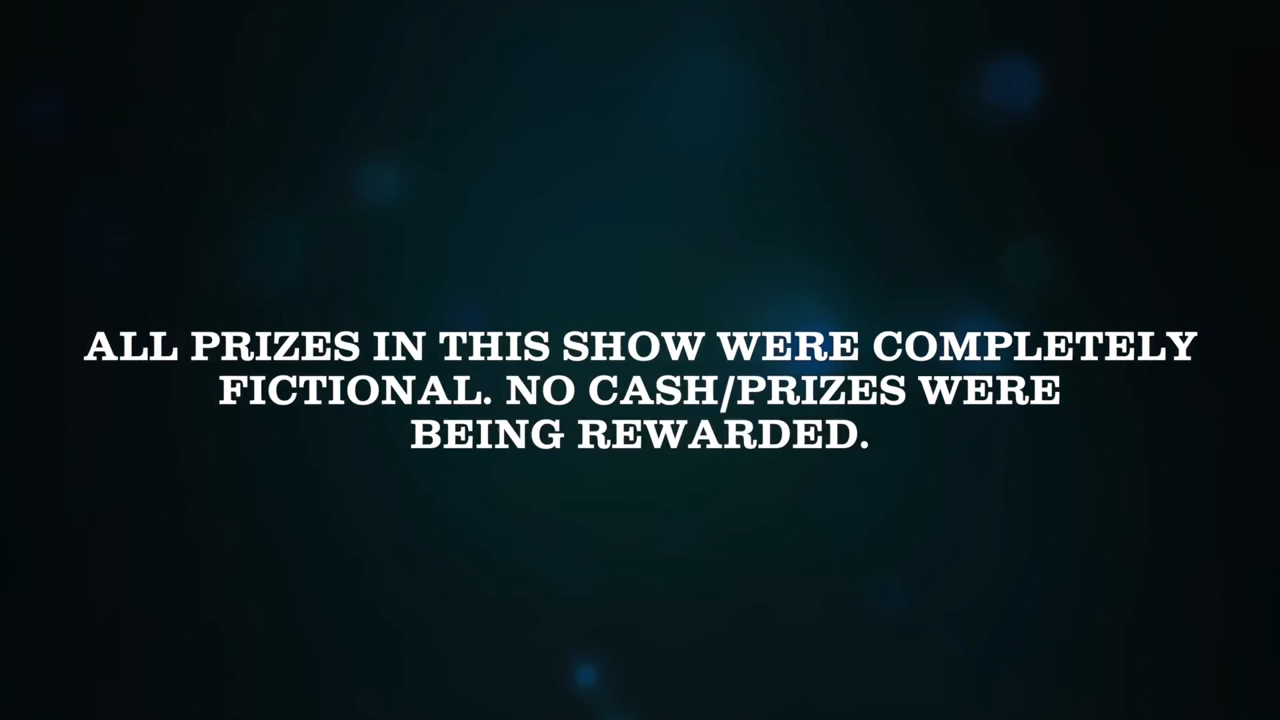 ALL PRIZES IN THIS SHOW WERE COMPLETELY
FICTIONAL. NO CASH/PRIZES WERE
BEING REWARDED.